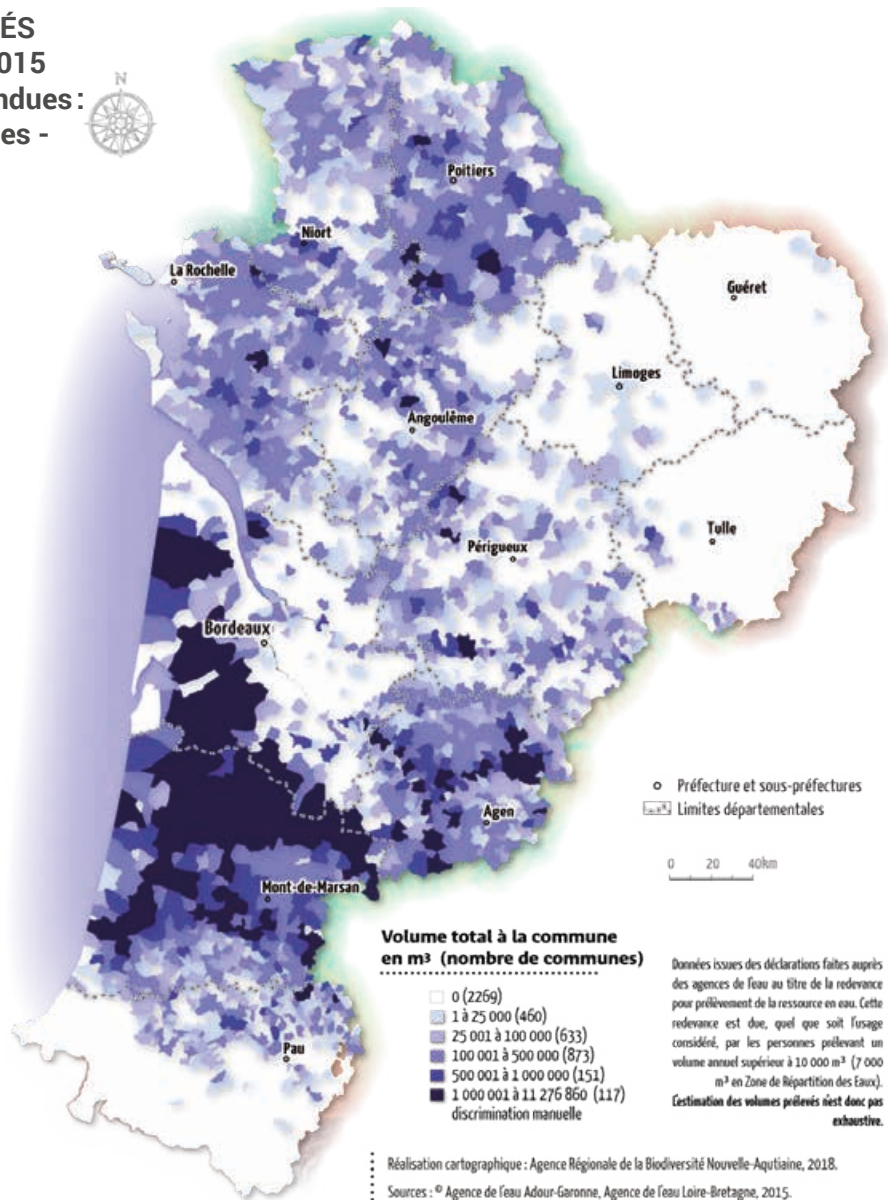 ÉS
015
ndues :
es -
N
Poitiers
Niort
La Rochelle
Guéret
Limoges
Angoulême
Tulle
Périgueux
Bordeaux
Préfecture et sous-préfectures
Limites départementales
Agen
0 20 40km
Mont-de-Marsan
Pau
Volume total à la commune
en m³ (nombre de communes)
0 (2269)
1 à 25 000 (460)
25 001 à 100 000 (633)
100 001 à 500 000 (873)
500 001 à 1 000 000 (151)
1 000 001 à 11 276 860 (117)
discrimination manuelle
Données issues des déclarations faites auprès
des agences de l'eau au titre de la redevance
pour prélèvement de la ressource en eau. Cette
redevance est due, quel que soit l'usage
considéré, par les personnes prélevant un
volume annuel supérieur à 10 000 m³ (7 000
m³ en Zone de Répartition des Eaux).
L'estimation des volumes prélevés n'est donc pas
exhaustive.
Réalisation cartographique : Agence Régionale de la Biodiversité Nouvelle-Aqutiaine, 2018.
Sources : © Agence de l'eau Adour-Garonne, Agence de l'eau Loire-Bretagne, 2015.